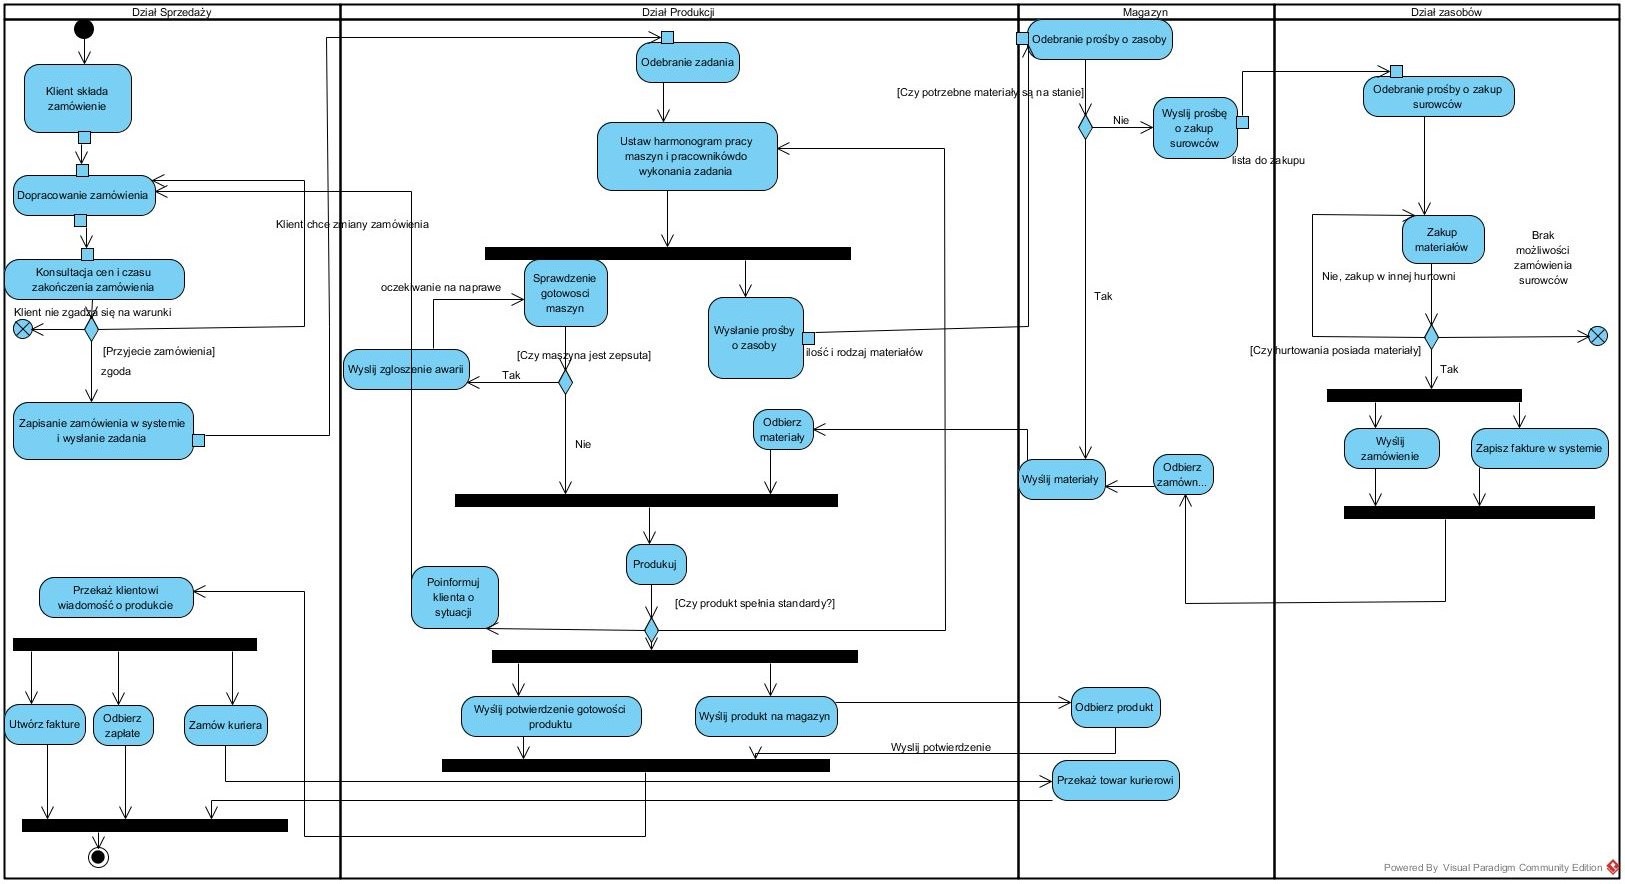 Dział Sprzedaży
Dział Produkcji
Magazyn
Dział zasobów
Klient składa
zamówienie
Dopracowanie zamówienia
Klient chce zmiany zamówienia
Konsultacja cen i czasu
zakończenia zamówienia
Klient nie zgadza się na warunki
[Przyjecie zamówienia]
zgoda
Zapisanie zamówienia w systemie
i wysłanie zadania
Przekaż klientowi
wiadomość o produkcie
Utwórz fakture
Odbierz
zapłate
Zamów kuriera
Odebranie zadania
Ustaw harmonogram pracy
maszyn i pracownikówdo
wykonania zadania
Sprawdzenie
gotowosci
maszyn
oczekiwanie na naprawe
Wyslij zgloszenie awarii
[Czy maszyna jest zepsuta]
Tak
Nie
Wysłanie prośby
o zasoby
ilość i rodzaj materiałów
Odbierz
materiały
Produkuj
[Czy produkt spełnia standardy?]
Poinformuj
klienta o
sytuacji
Wyślij potwierdzenie gotowości
produktu
Wyślij produkt na magazyn
Wyslij potwierdzenie
Odebranie prośby o zasoby
[Czy potrzebne materiały są na stanie]
Nie
Wyslij prośbę
o zakup
surowców
lista do zakupu
Tak
Wyślij materiały
Odbierz
zamówn...
Odbierz produkt
Przekaż towar kurierowi
Odebranie prośby o zakup
surowców
Zakup
materiałów
Brak
możliwości
zamówienia
surowców
Nie, zakup w innej hurtowni
[Czy hurtowania posiada materiały]
Tak
Wyślij
zamówienie
Zapisz fakture w systemie
Powered By Visual Paradigm Community Edition